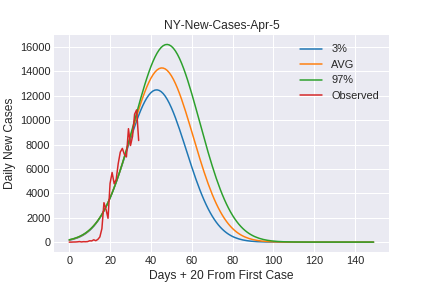 NY-New-Cases-Apr-5
16000
14000
12000
10000
8000
6000
4000
2000
0
Daily New Cases
3%
AVG
97%
Observed
0 20 40 60 80 100 120 140
Days + 20 From First Case